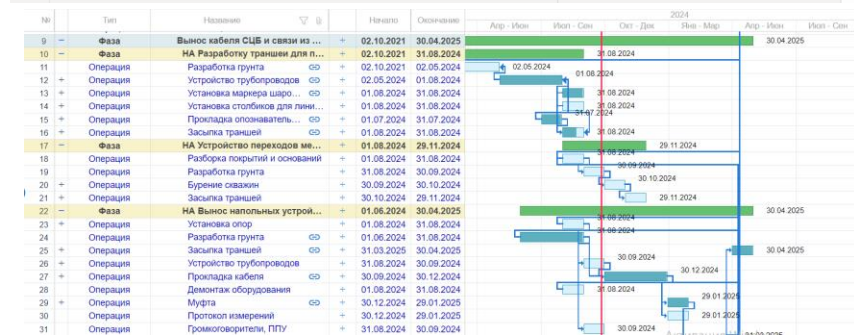 2024
№ Тип Название Начало Окончание Апр - Июн Июл - Сен Окт - Дек Янв - Мар Апр - Июн Июл - Сен
9 − Фаза Вынос кабеля СЦБ и связи из ... + 02.10.2021 30.04.2025 30.04.2025
10 − Фаза НА Разработку траншеи для п... + 02.10.2021 31.08.2024 31.08.2024
11 Операция Разработка грунта + 02.10.2021 02.05.2024 02.05.2024
12 + Операция Устройство трубопроводов + 02.05.2024 01.08.2024 01.08.2024
13 + Операция Установка маркера шаро... + 01.08.2024 31.08.2024 31.08.2024
14 + Операция Установка столбиков для лини... + 01.08.2024 31.08.2024 31.08.2024
15 + Операция Прокладка опознаватель... + 01.07.2024 31.07.2024 31.07.2024
16 + Операция Засыпка траншей + 01.08.2024 31.08.2024 31.08.2024
17 − Фаза НА Устройство переходов ме... + 01.08.2024 29.11.2024 29.11.2024
18 Операция Разборка покрытий и оснований + 01.08.2024 31.08.2024 31.08.2024
19 Операция Разработка грунта + 31.08.2024 30.09.2024 30.09.2024
20 + Операция Бурение скважин + 30.09.2024 30.10.2024 30.10.2024
21 + Операция Засыпка траншей + 30.10.2024 29.11.2024 29.11.2024
22 − Фаза НА Вынос напольных устрой... + 01.06.2024 30.04.2025 30.04.2025
23 + Операция Установка опор + 01.08.2024 31.08.2024 31.08.2024
24 Операция Разработка грунта + 01.06.2024 31.08.2024 31.08.2024
25 + Операция Засыпка траншей + 31.03.2025 30.04.2025 30.04.2025
26 + Операция Устройство трубопроводов + 31.08.2024 30.09.2024 30.09.2024
27 + Операция Прокладка кабеля + 30.09.2024 30.12.2024 30.12.2024
28 Операция Демонтаж оборудования + 01.08.2024 31.08.2024 31.08.2024
29 + Операция Муфта + 30.12.2024 29.01.2025 29.01.2025
30 Операция Протокол измерений + 30.12.2024 29.01.2025 29.01.2025
31 Операция Громкоговорители, ППУ + 31.08.2024 30.09.2024 30.09.2024